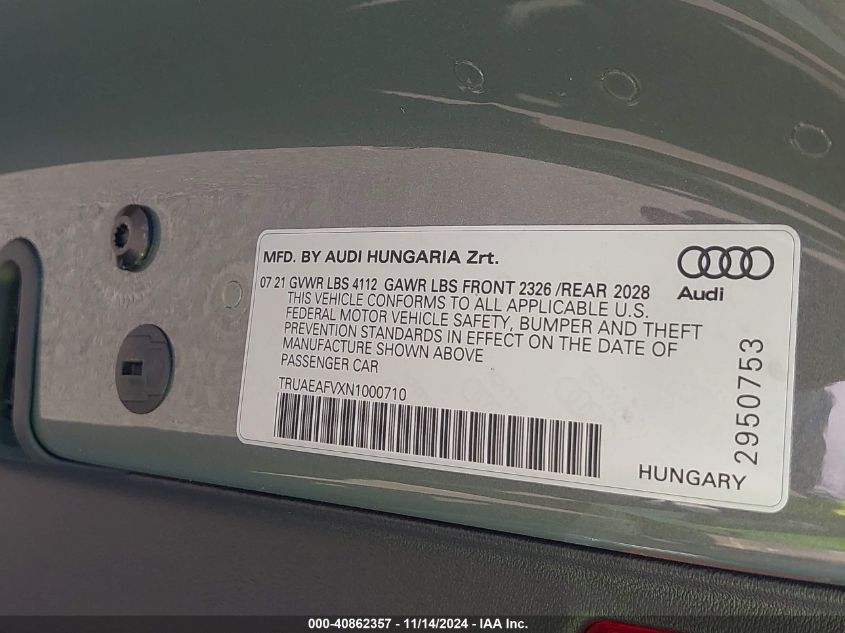 MFD. BY AUDI HUNGARIA Zrt.
07 21 GVWR LBS 4112 GAWR LBS FRONT 2326 /REAR 2028
THIS VEHICLE CONFORMS TO ALL APPLICABLE U.S.
FEDERAL MOTOR VEHICLE SAFETY, BUMPER AND THEFT
PREVENTION STANDARDS IN EFFECT ON THE DATE OF
MANUFACTURE SHOWN ABOVE
PASSENGER CAR
TRUAEAFVXN1000710
Audi
2950753
HUNGARY
000-40862357 - 11/14/2024 - IAA Inc.